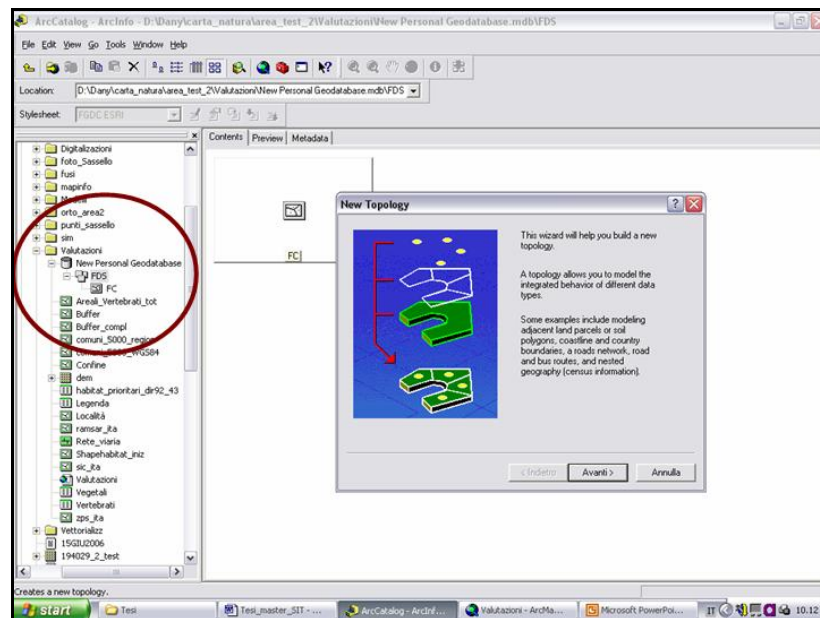 ArcCatalog - ArcInfo - D:\Dany\carta_natura\area_test_2\Valutazioni\New Personal Geodatabase.mdb\FDS
File Edit View Go Tools Window Help
Location: D:\Dany\carta_natura\area_test_2\Valutazioni\New Personal Geodatabase.mdb\FDS
Stylesheet: FGDC ESRI
Contents Preview Metadata
Digitalizazioni
foto_Sassello
fusi
mapinfo
orto_area2
punti_sassello
sim
Valutazioni
New Personal Geodatabase
FDS
FC
Areali_Vertebrati_tot
Buffer
Buffer_compl
comuni_5000_region
Confine
dem
habitat_prioritari_dir92_43
Legenda
Località
ramsar_ita
Rete_viaria
Shapehabitat_iniz
sic_ita
Valutazioni
Vegetali
Vertebrati
zps_ita
Vettorializz
15GIU2006
194029_2_test
FC
New Topology
This wizard will help you build a new
topology.
A topology allows you to model the
integrated behavior of different data
types.
Some examples include modeling
adjacent land parcels or soil
polygons, coastline and country
boundaries, a roads network, road
and bus routes, and nested
geography (census information).
< Indietro Avanti > Annulla
Creates a new topology.
start Tesi Tesi_master_SIT - ... ArcCatalog - ArcInf... Valutazioni - ArcMa... Microsoft PowerPoi... IT 10.12